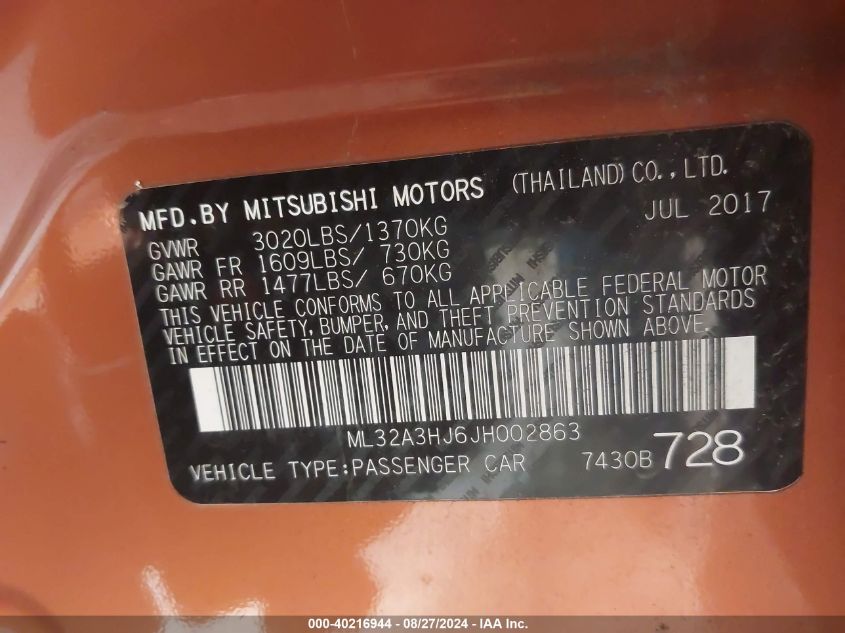 MFD.BY MITSUBISHI MOTORS (THAILAND) CO., LTD.
JUL 2017
GVWR 3020LBS/1370KG
GAWR FR 1609LBS/ 730KG
GAWR RR 1477LBS/ 670KG
THIS VEHICLE CONFORMS TO ALL APPLICABLE FEDERAL MOTOR
VEHICLE SAFETY, BUMPER, AND THEFT PREVENTION STANDARDS
IN EFFECT ON THE DATE OF MANUFACTURE SHOWN ABOVE.
ML32A3HJ6JH002863
VEHICLE TYPE:PASSENGER CAR 7430B 728
000-40216944 - 08/27/2024 - IAA Inc.